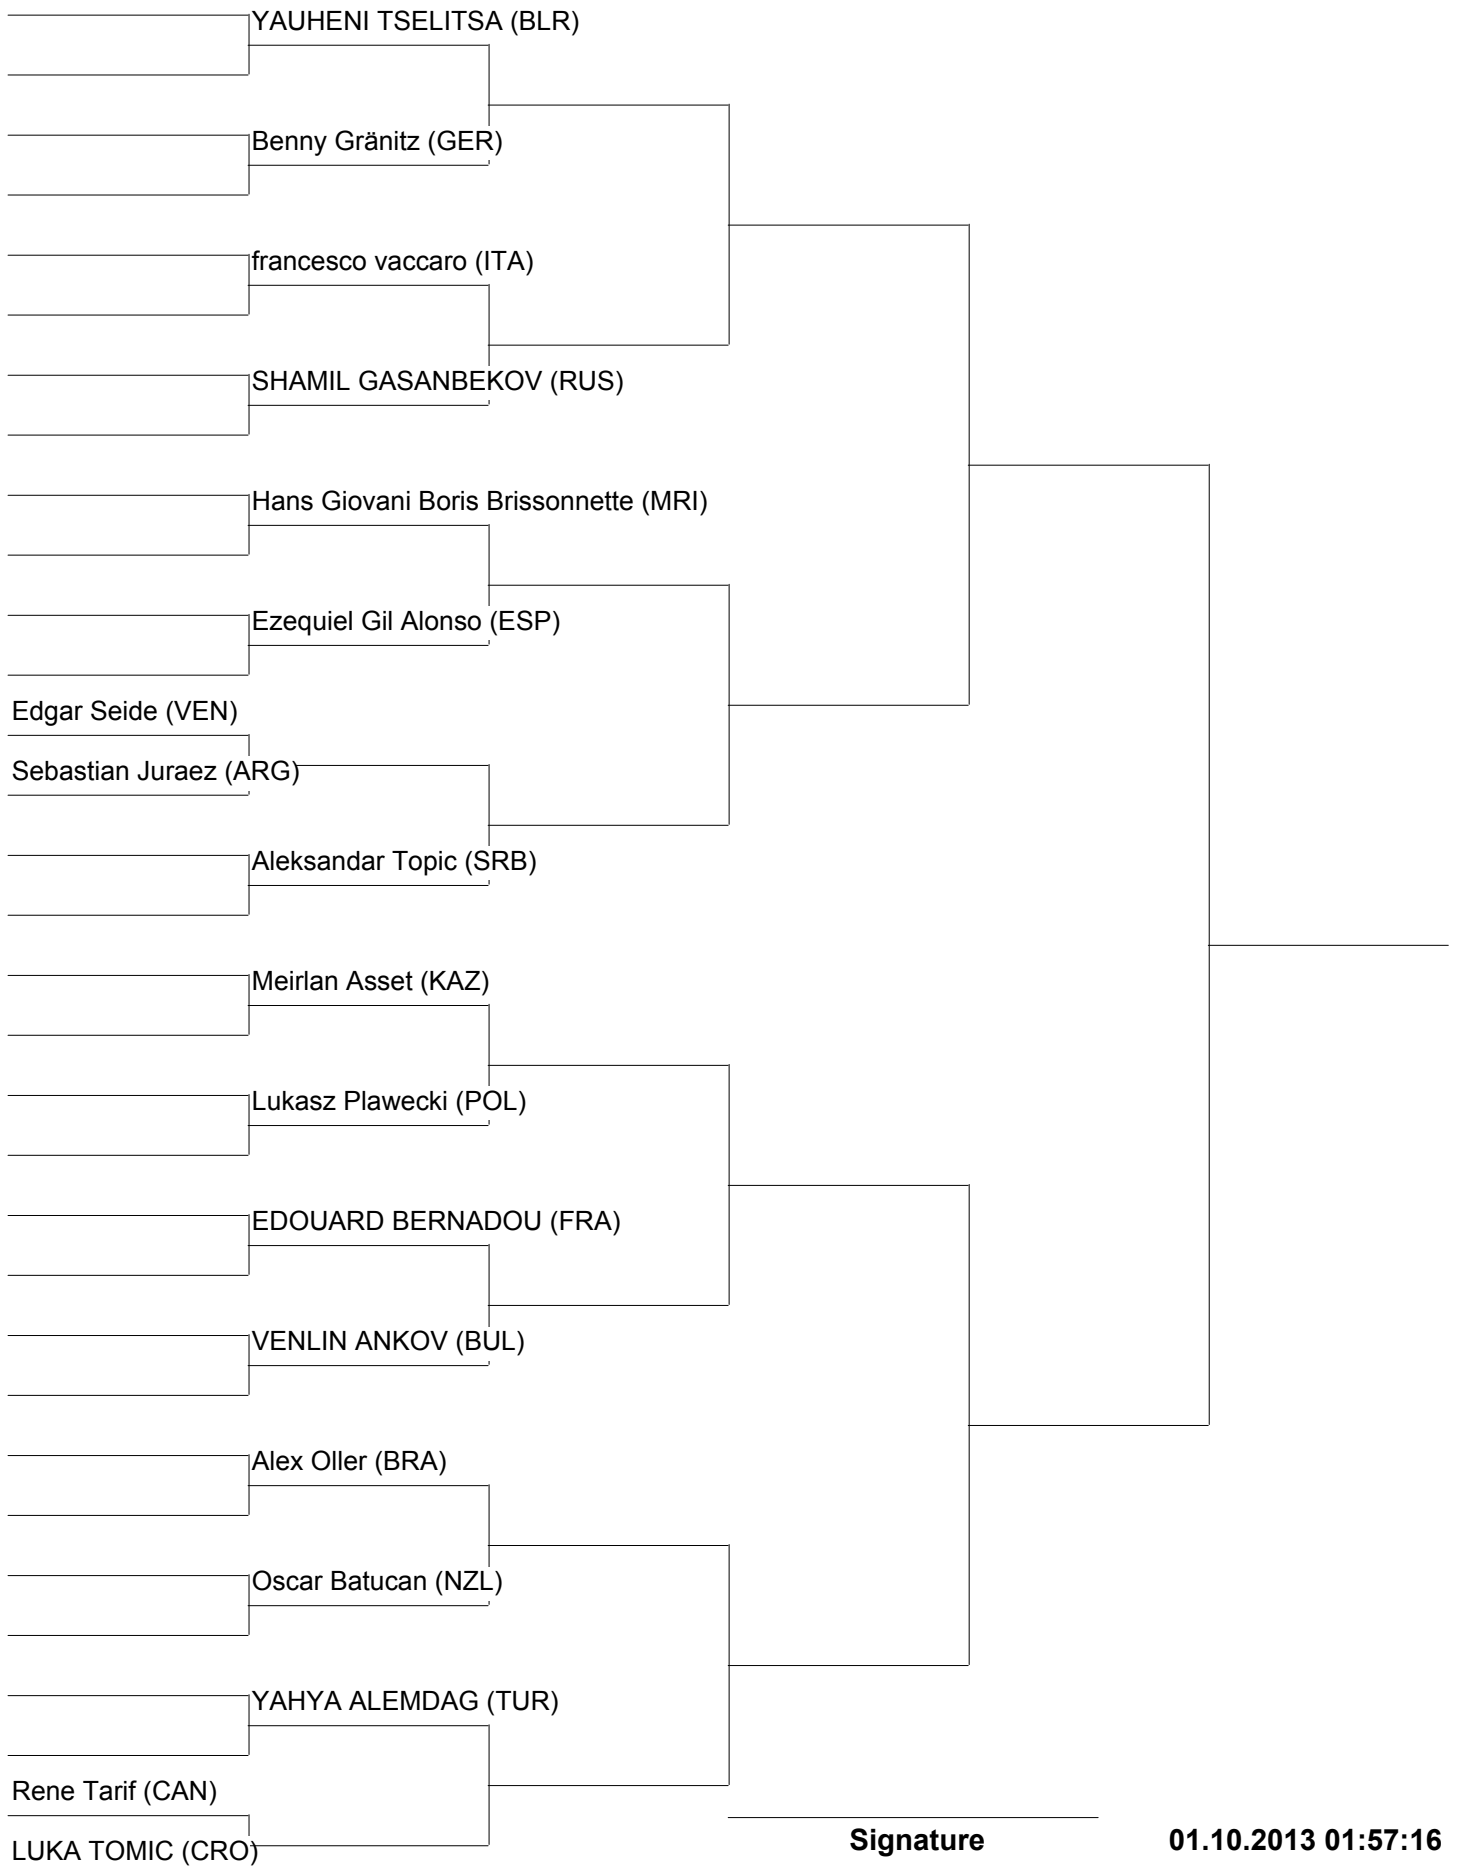 YAUHENI TSELITSA (BLR)
Benny Gränitz (GER)
francesco vaccaro (ITA)
SHAMIL GASANBEKOV (RUS)
Hans Giovani Boris Brissonnette (MRI)
Ezequiel Gil Alonso (ESP)
Edgar Seide (VEN)
Sebastian Juraez (ARG)
Aleksandar Topic (SRB)
Meirlan Asset (KAZ)
Lukasz Plawecki (POL)
EDOUARD BERNADOU (FRA)
VENLIN ANKOV (BUL)
Alex Oller (BRA)
Oscar Batucan (NZL)
YAHYA ALEMDAG (TUR)
Rene Tarif (CAN)
LUKA TOMIC (CRO)
Signature
01.10.2013 01:57:16